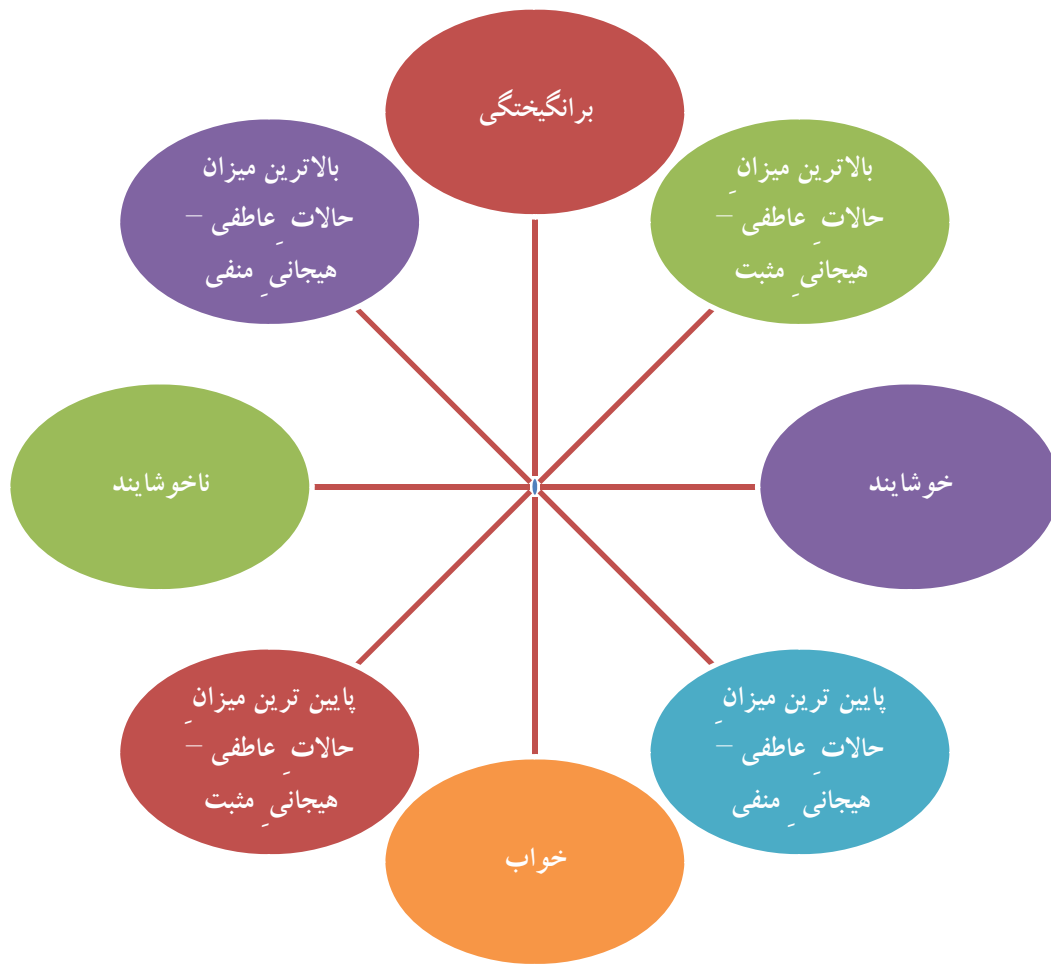 برانگیختگی
بالاترین میزانِ
حالاتِ عاطفی –
هیجانیِ مثبت
خوشایند
پایین ترین میزانِ
حالاتِ عاطفی –
هیجانیِ منفی
خواب
پایین ترین میزانِ
حالاتِ عاطفی –
هیجانیِ مثبت
ناخوشایند
بالاترین میزان
حالاتِ عاطفی –
هیجانیِ منفی